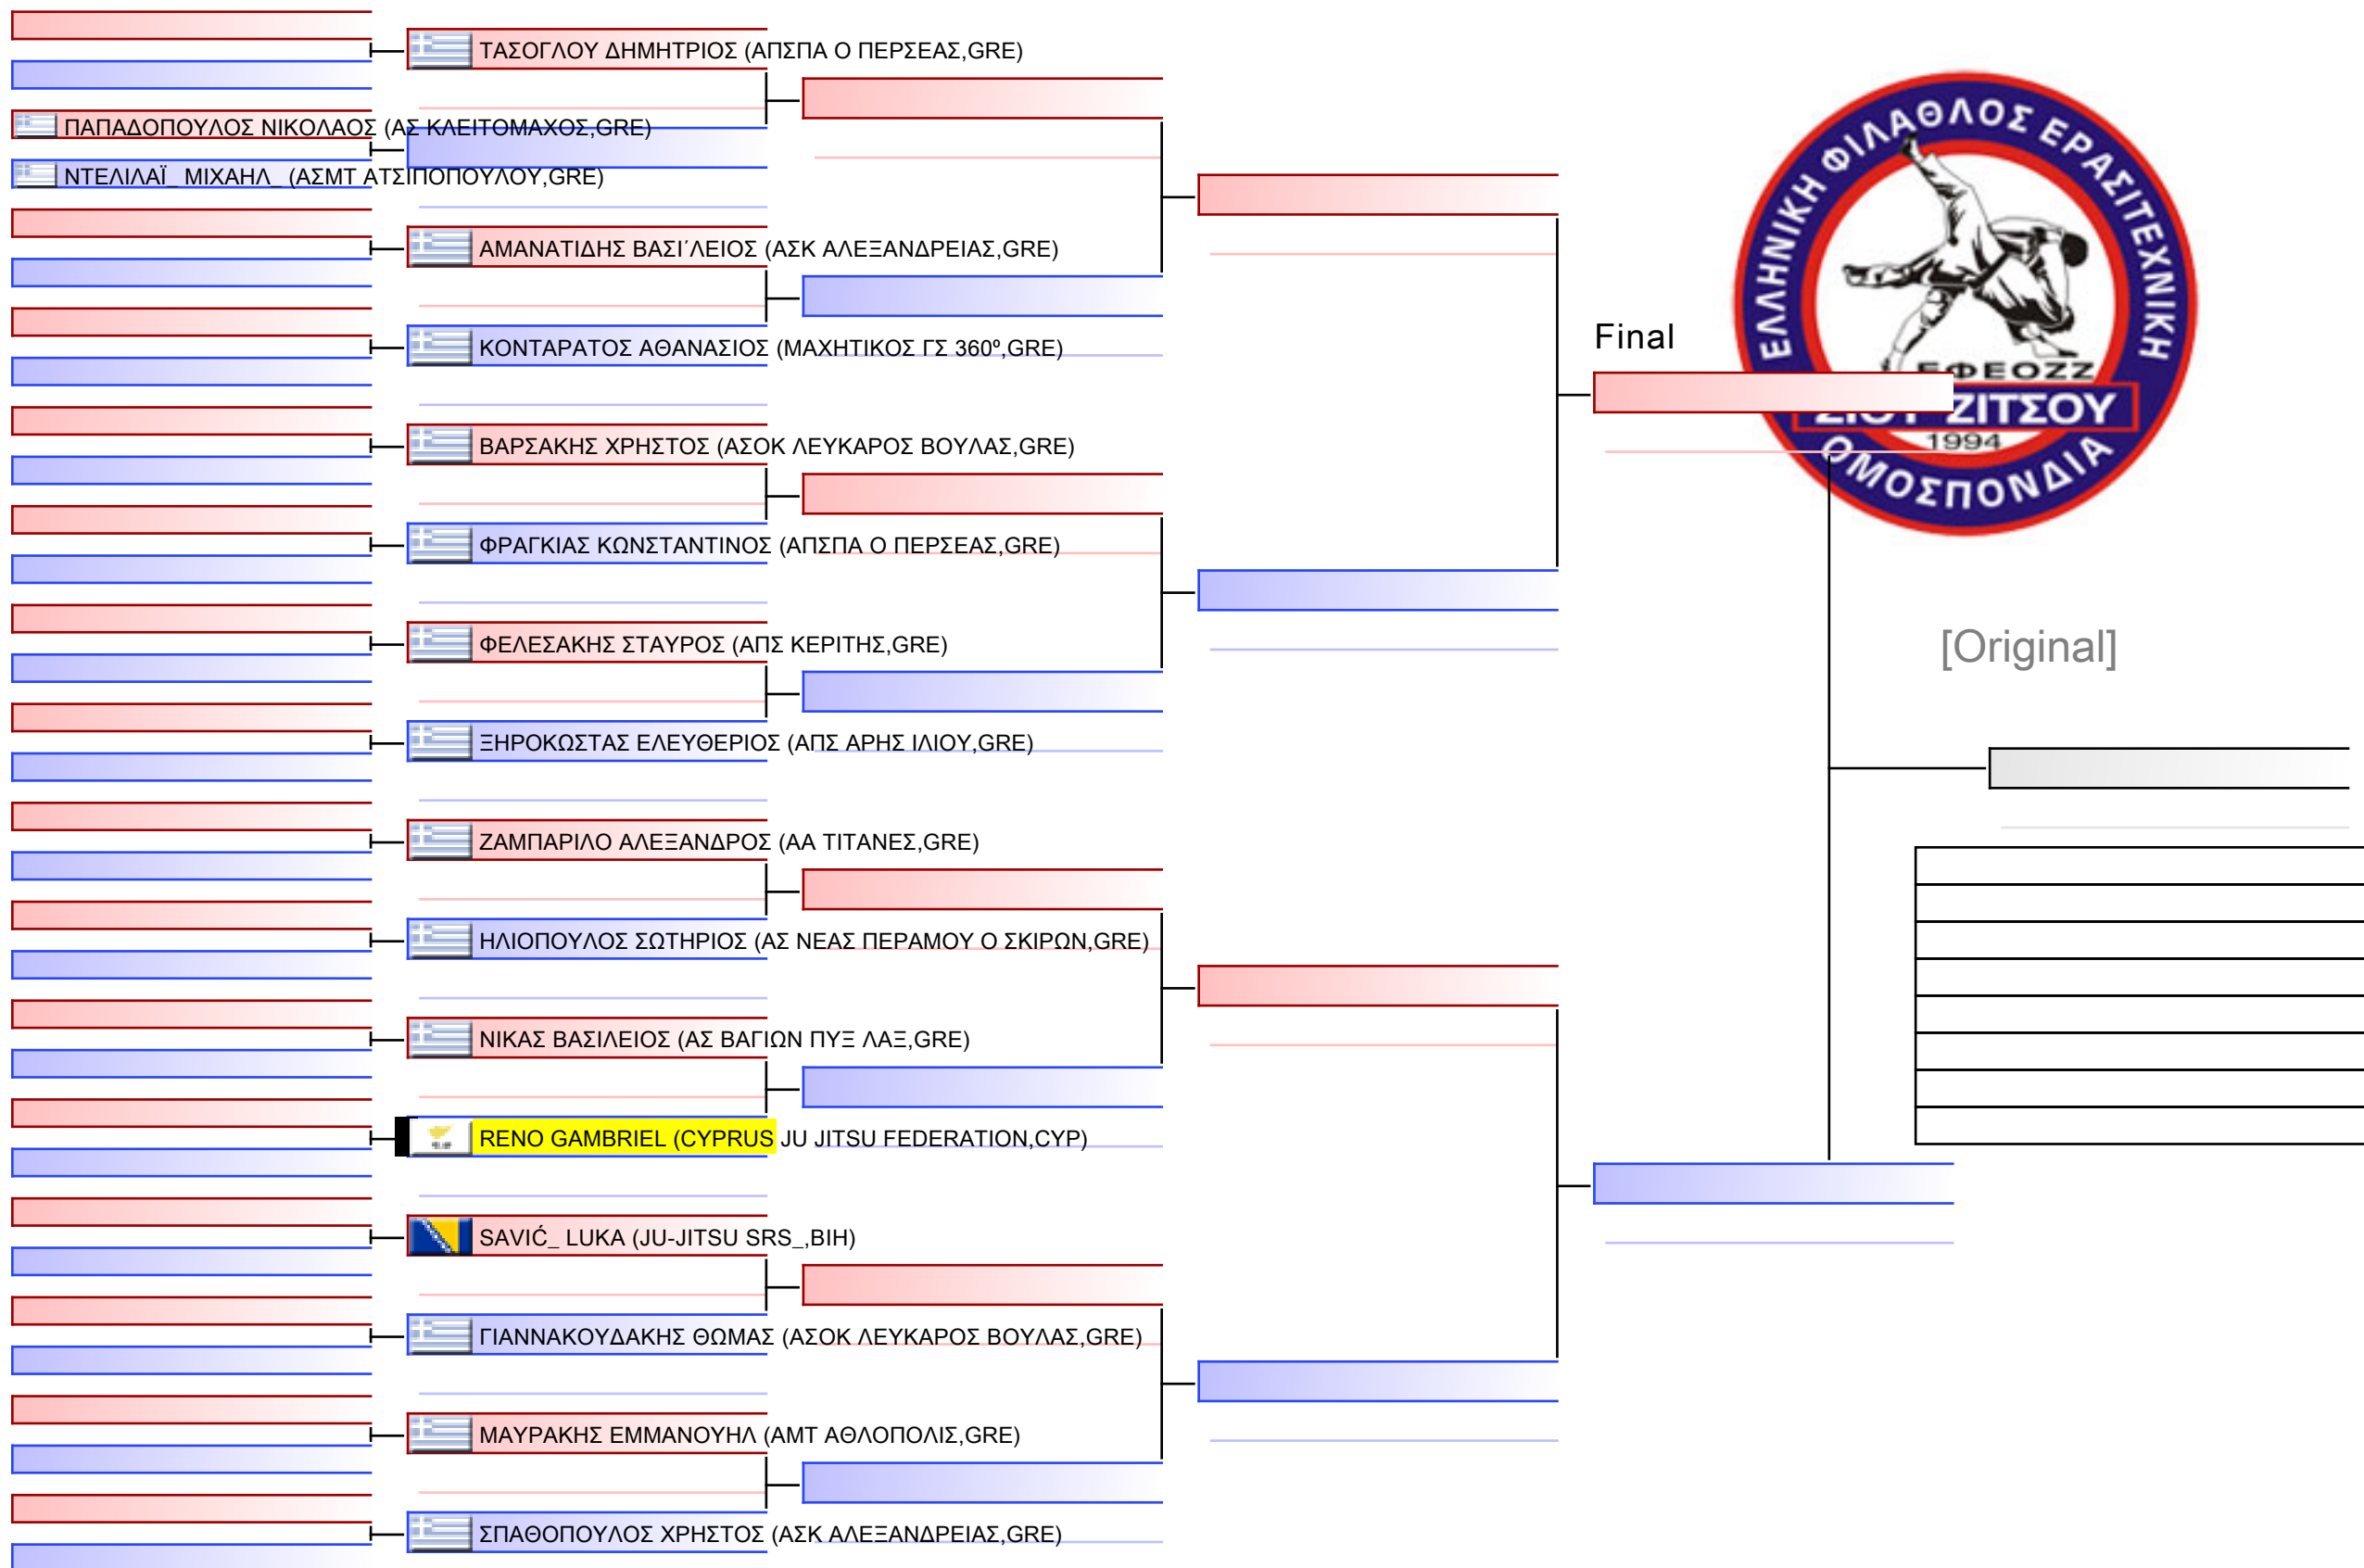 ΤΑΣΟΓΛΟΥ ΔΗΜΗΤΡΙΟΣ (ΑΠΣΠΑ Ο ΠΕΡΣΕΑΣ,GRE)
ΠΑΠΑΔΟΠΟΥΛΟΣ ΝΙΚΟΛΑΟΣ (ΑΣ ΚΛΕΙΤΟΜΑΧΟΣ,GRE)
ΝΤΕΛΙΛΑΪ_ ΜΙΧΑΗΛ_ (ΑΣΜΤ ΑΤΣΙΠΟΠΟΥΛΟΥ,GRE)
ΑΜΑΝΑΤΙΔΗΣ ΒΑΣΙ΄ΛΕΙΟΣ (ΑΣΚ ΑΛΕΞΑΝΔΡΕΙΑΣ,GRE)
ΚΟΝΤΑΡΑΤΟΣ ΑΘΑΝΑΣΙΟΣ (ΜΑΧΗΤΙΚΟΣ ΓΣ 360º,GRE)
ΒΑΡΣΑΚΗΣ ΧΡΗΣΤΟΣ (ΑΣΟΚ ΛΕΥΚΑΡΟΣ ΒΟΥΛΑΣ,GRE)
ΦΡΑΓΚΙΑΣ ΚΩΝΣΤΑΝΤΙΝΟΣ (ΑΠΣΠΑ Ο ΠΕΡΣΕΑΣ,GRE)
ΦΕΛΕΣΑΚΗΣ ΣΤΑΥΡΟΣ (ΑΠΣ ΚΕΡΙΤΗΣ,GRE)
ΞΗΡΟΚΩΣΤΑΣ ΕΛΕΥΘΕΡΙΟΣ (ΑΠΣ ΑΡΗΣ ΙΛΙΟΥ,GRE)
ΖΑΜΠΑΡΙΛΟ ΑΛΕΞΑΝΔΡΟΣ (ΑΑ ΤΙΤΑΝΕΣ,GRE)
ΗΛΙΟΠΟΥΛΟΣ ΣΩΤΗΡΙΟΣ (ΑΣ ΝΕΑΣ ΠΕΡΑΜΟΥ Ο ΣΚΙΡΩΝ,GRE)
ΝΙΚΑΣ ΒΑΣΙΛΕΙΟΣ (ΑΣ ΒΑΓΙΩΝ ΠΥΞ ΛΑΞ,GRE)
RENO GAMBRIEL (CYPRUS JU JITSU FEDERATION,CYP)
SAVIĆ_ LUKA (JU-JITSU SRS_,BIH)
ΓΙΑΝΝΑΚΟΥΔΑΚΗΣ ΘΩΜΑΣ (ΑΣΟΚ ΛΕΥΚΑΡΟΣ ΒΟΥΛΑΣ,GRE)
ΜΑΥΡΑΚΗΣ ΕΜΜΑΝΟΥΗΛ (ΑΜΤ ΑΘΛΟΠΟΛΙΣ,GRE)
ΣΠΑΘΟΠΟΥΛΟΣ ΧΡΗΣΤΟΣ (ΑΣΚ ΑΛΕΞΑΝΔΡΕΙΑΣ,GRE)
Final
ΕΛΛΗΝΙΚΗ ΦΙΛΑΘΛΟΣ ΕΡΑΣΙΤΕΧΝΙΚΗ
ΕΦΕΟΖΖ
ΖΙΟΥ ΖΙΤΣΟΥ
1994
ΟΜΟΣΠΟΝΔΙΑ
[Original]